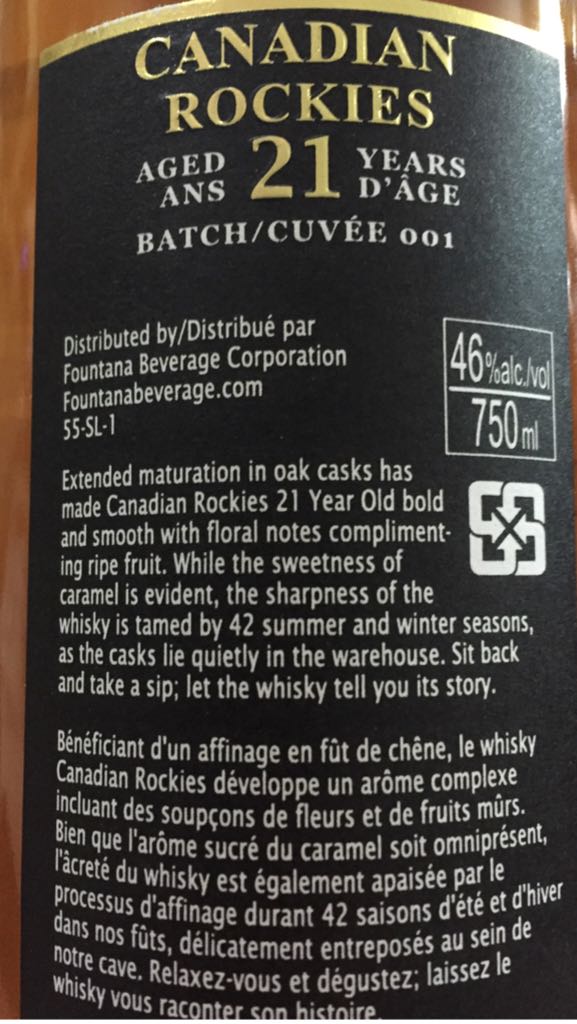 CANADIAN
ROCKIES
AGED 21 YEARS
ANS D'ÂGE
BATCH/CUVÉE 001
Distributed by/Distribué par
Fountana Beverage Corporation
Fountanabeverage.com
55-SL-1
46%alc./vol
750 ml
Extended maturation in oak casks has
made Canadian Rockies 21 Year Old bold
and smooth with floral notes compliment-
ing ripe fruit. While the sweetness of
caramel is evident, the sharpness of the
whisky is tamed by 42 summer and winter seasons,
as the casks lie quietly in the warehouse. Sit back
and take a sip; let the whisky tell you its story.
Bénéficiant d'un affinage en fût de chêne, le whisky
Canadian Rockies développe un arôme complexe
incluant des soupçons de fleurs et de fruits mûrs.
Bien que l'arôme sucré du caramel soit omniprésent,
l'âcreté du whisky est également apaisée par le
processus d'affinage durant 42 saisons d'été et d'hiver
dans nos fûts, délicatement entreposés au sein de
notre cave. Relaxez-vous et dégustez; laissez le
whisky vous raconter son histoire.